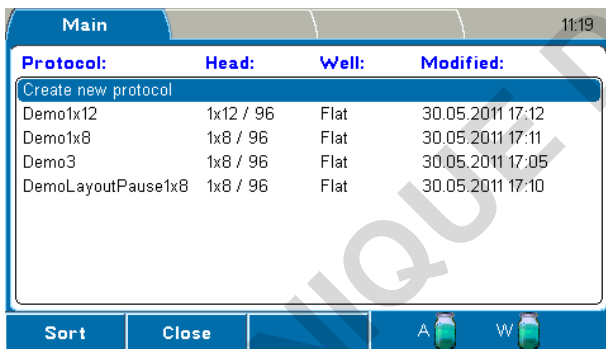 Main 11:19
Protocol: Head: Well: Modified:
Create new protocol
Demo1x12 1x12 / 96 Flat 30.05.2011 17:12
Demo1x8 1x8 / 96 Flat 30.05.2011 17:11
Demo3 1x8 / 96 Flat 30.05.2011 17:05
DemoLayoutPause1x8 1x8 / 96 Flat 30.05.2011 17:10
Sort Close A W
NIQUE D